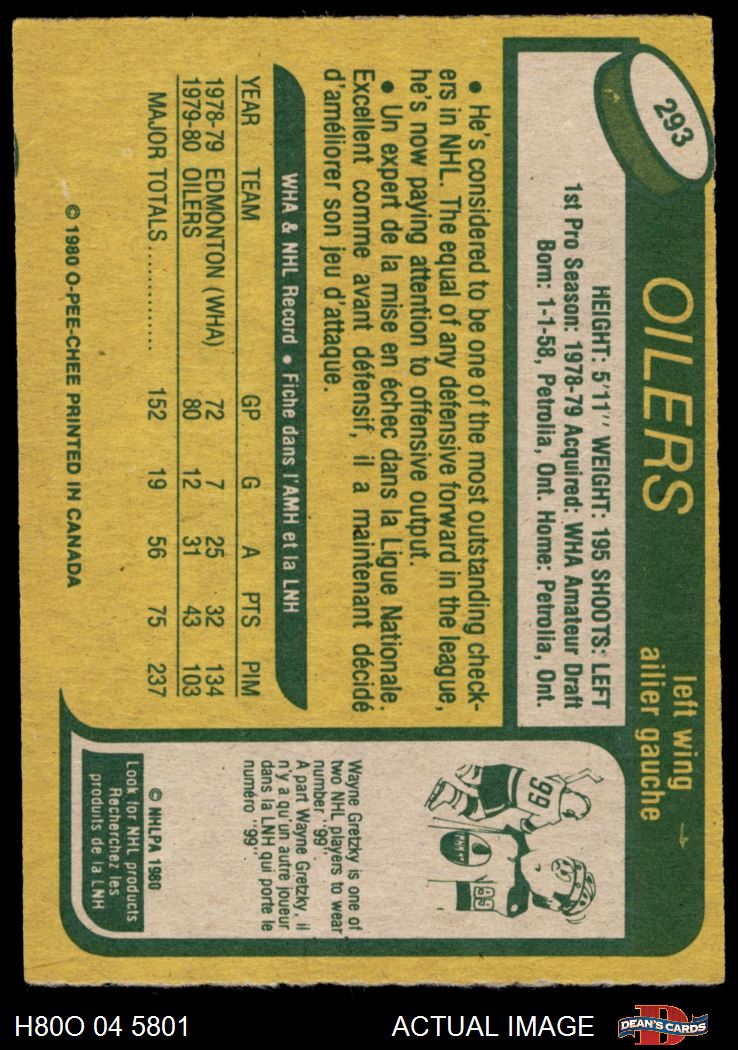 293
OILERS
left wing
ailier gauche
HEIGHT: 5'11" WEIGHT: 195 SHOOTS: LEFT
1st Pro Season: 1978-79 Acquired: WHA Amateur Draft
Born: 1-1-58, Petrolia, Ont. Home: Petrolia, Ont.
• He's considered to be one of the most outstanding check-
ers in NHL. The equal of any defensive forward in the league,
he's now paying attention to offensive output.
• Un expert de la mise en échec dans la Ligue Nationale.
Excellent comme avant défensif, il a maintenant décidé
d'améliorer son jeu d'attaque.
WHA & NHL Record • Fiche dans l'AMH et la LNH
YEAR TEAM GP G A PTS PIM
1978-79 EDMONTON (WHA) 72 7 25 32 134
1979-80 OILERS 80 12 31 43 103
MAJOR TOTALS ............. 152 19 56 75 237
© 1980 O-PEE-CHEE PRINTED IN CANADA
99
99
Wayne Gretzky is one of
two NHL players to wear
number "99".
A part Wayne Gretzky, il
n'y a qu'un autre joueur
dans la LNH qui porte le
numero "99".
© NHLPA 1980
Look for NHL products
Recherchez les
produits de la LNH
H80O 04 5801
ACTUAL IMAGE
D
DEAN'S CARDS